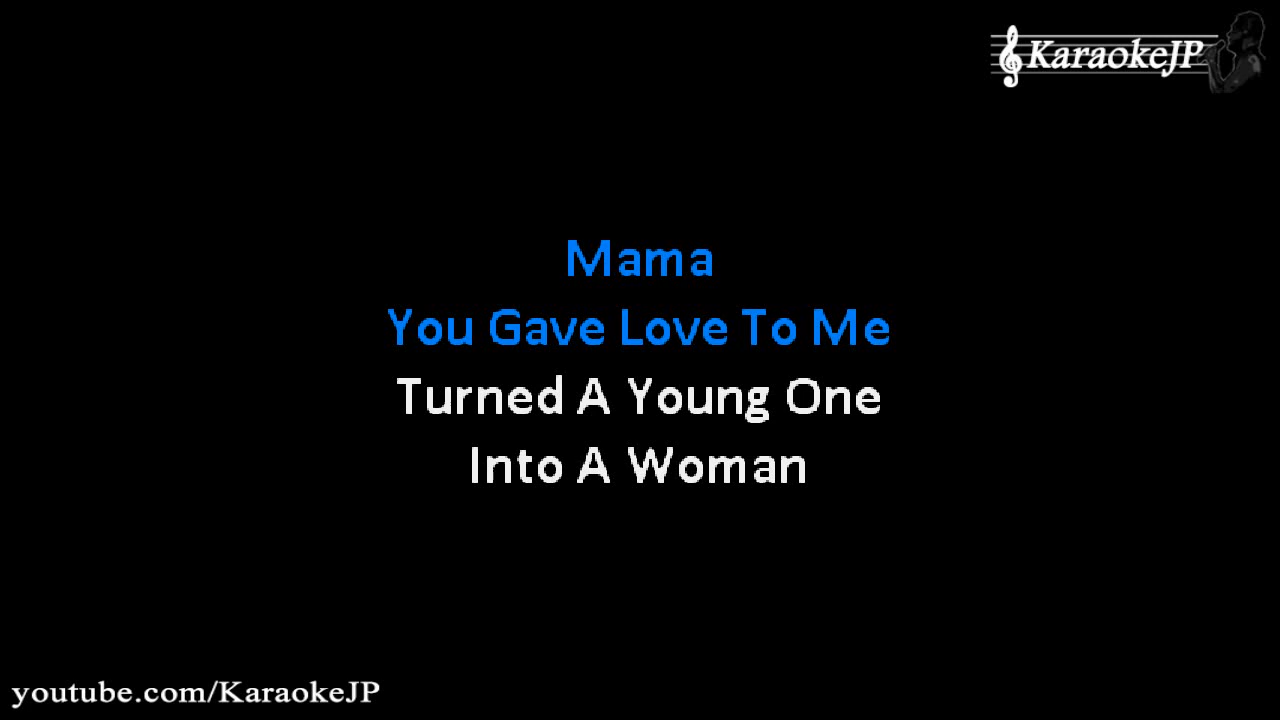 KaraokeJP
Mama
You Gave Love To Me
Turned A Young One
Into A Woman
youtube.com/KaraokeJP